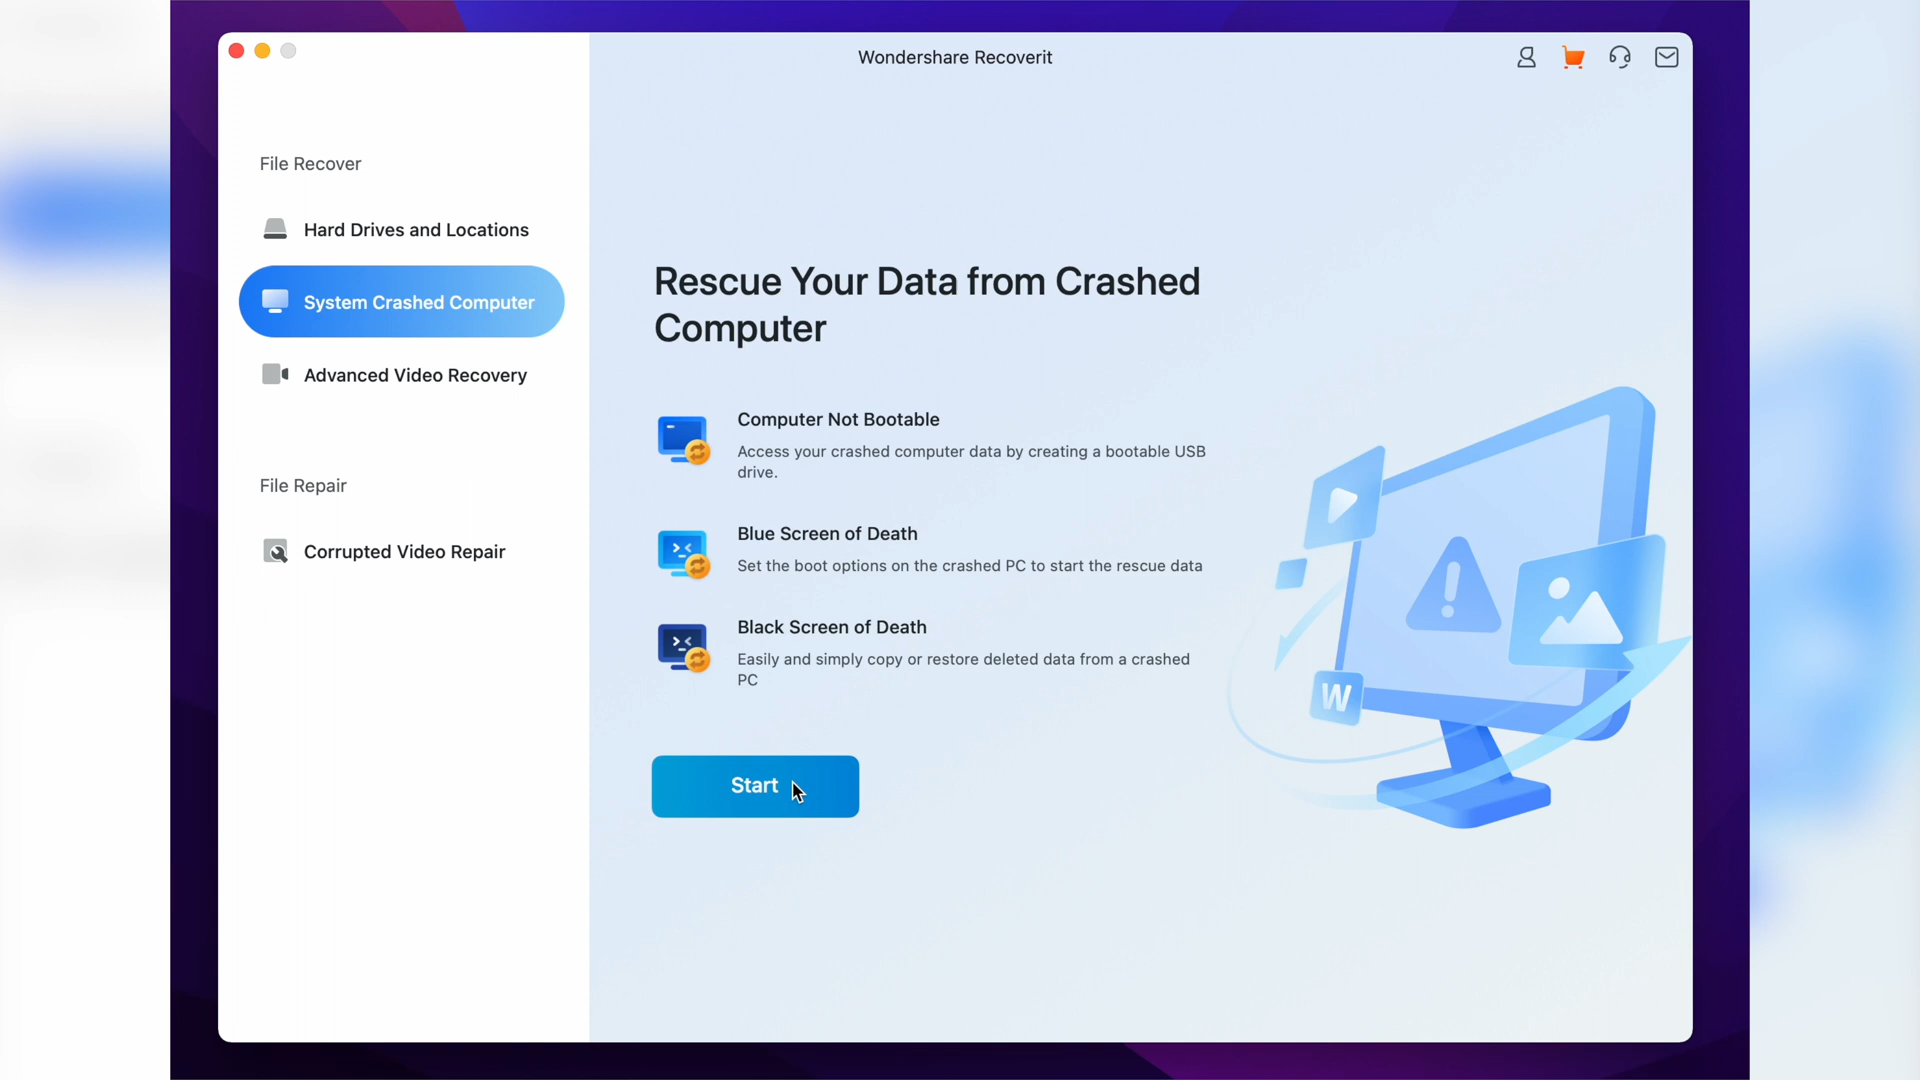 Wondershare Recoverit
File Recover
Hard Drives and Locations
System Crashed Computer
Advanced Video Recovery
File Repair
Corrupted Video Repair
Rescue Your Data from Crashed
Computer
Computer Not Bootable
Access your crashed computer data by creating a bootable USB
drive.
Blue Screen of Death
Set the boot options on the crashed PC to start the rescue data
Black Screen of Death
Easily and simply copy or restore deleted data from a crashed
PC
Start
W